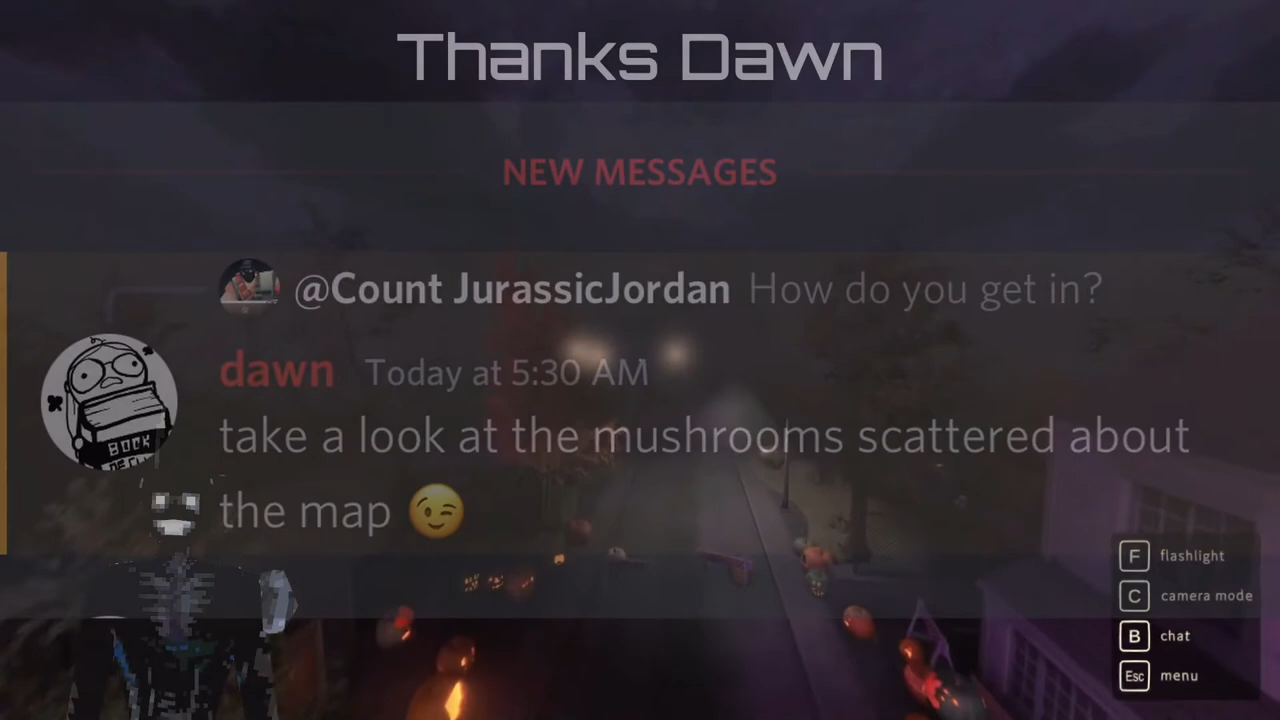 Thanks Dawn
NEW MESSAGES
@Count JurassicJordan How do you get in?
dawn Today at 5:30 AM
take a look at the mushrooms scattered about
the map 😉
BOCK
F flashlight
C camera mode
B chat
Esc menu